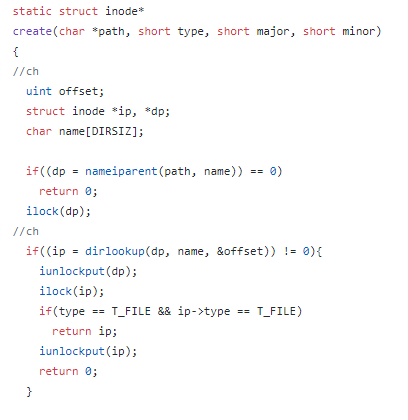 static struct inode*
create(char *path, short type, short major, short minor)
{
//ch
  uint offset;
  struct inode *ip, *dp;
  char name[DIRSIZ];

  if((dp = nameiparent(path, name)) == 0)
    return 0;
  ilock(dp);
//ch
  if((ip = dirlookup(dp, name, &offset)) != 0){
    iunlockput(dp);
    ilock(ip);
    if(type == T_FILE && ip->type == T_FILE)
      return ip;
    iunlockput(ip);
    return 0;
  }